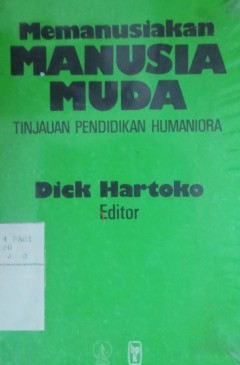 Memanusiakan
MANUSIA
MUDA
TINJAUAN PENDIDIKAN HUMANIORA
Dick Hartoko
Editor